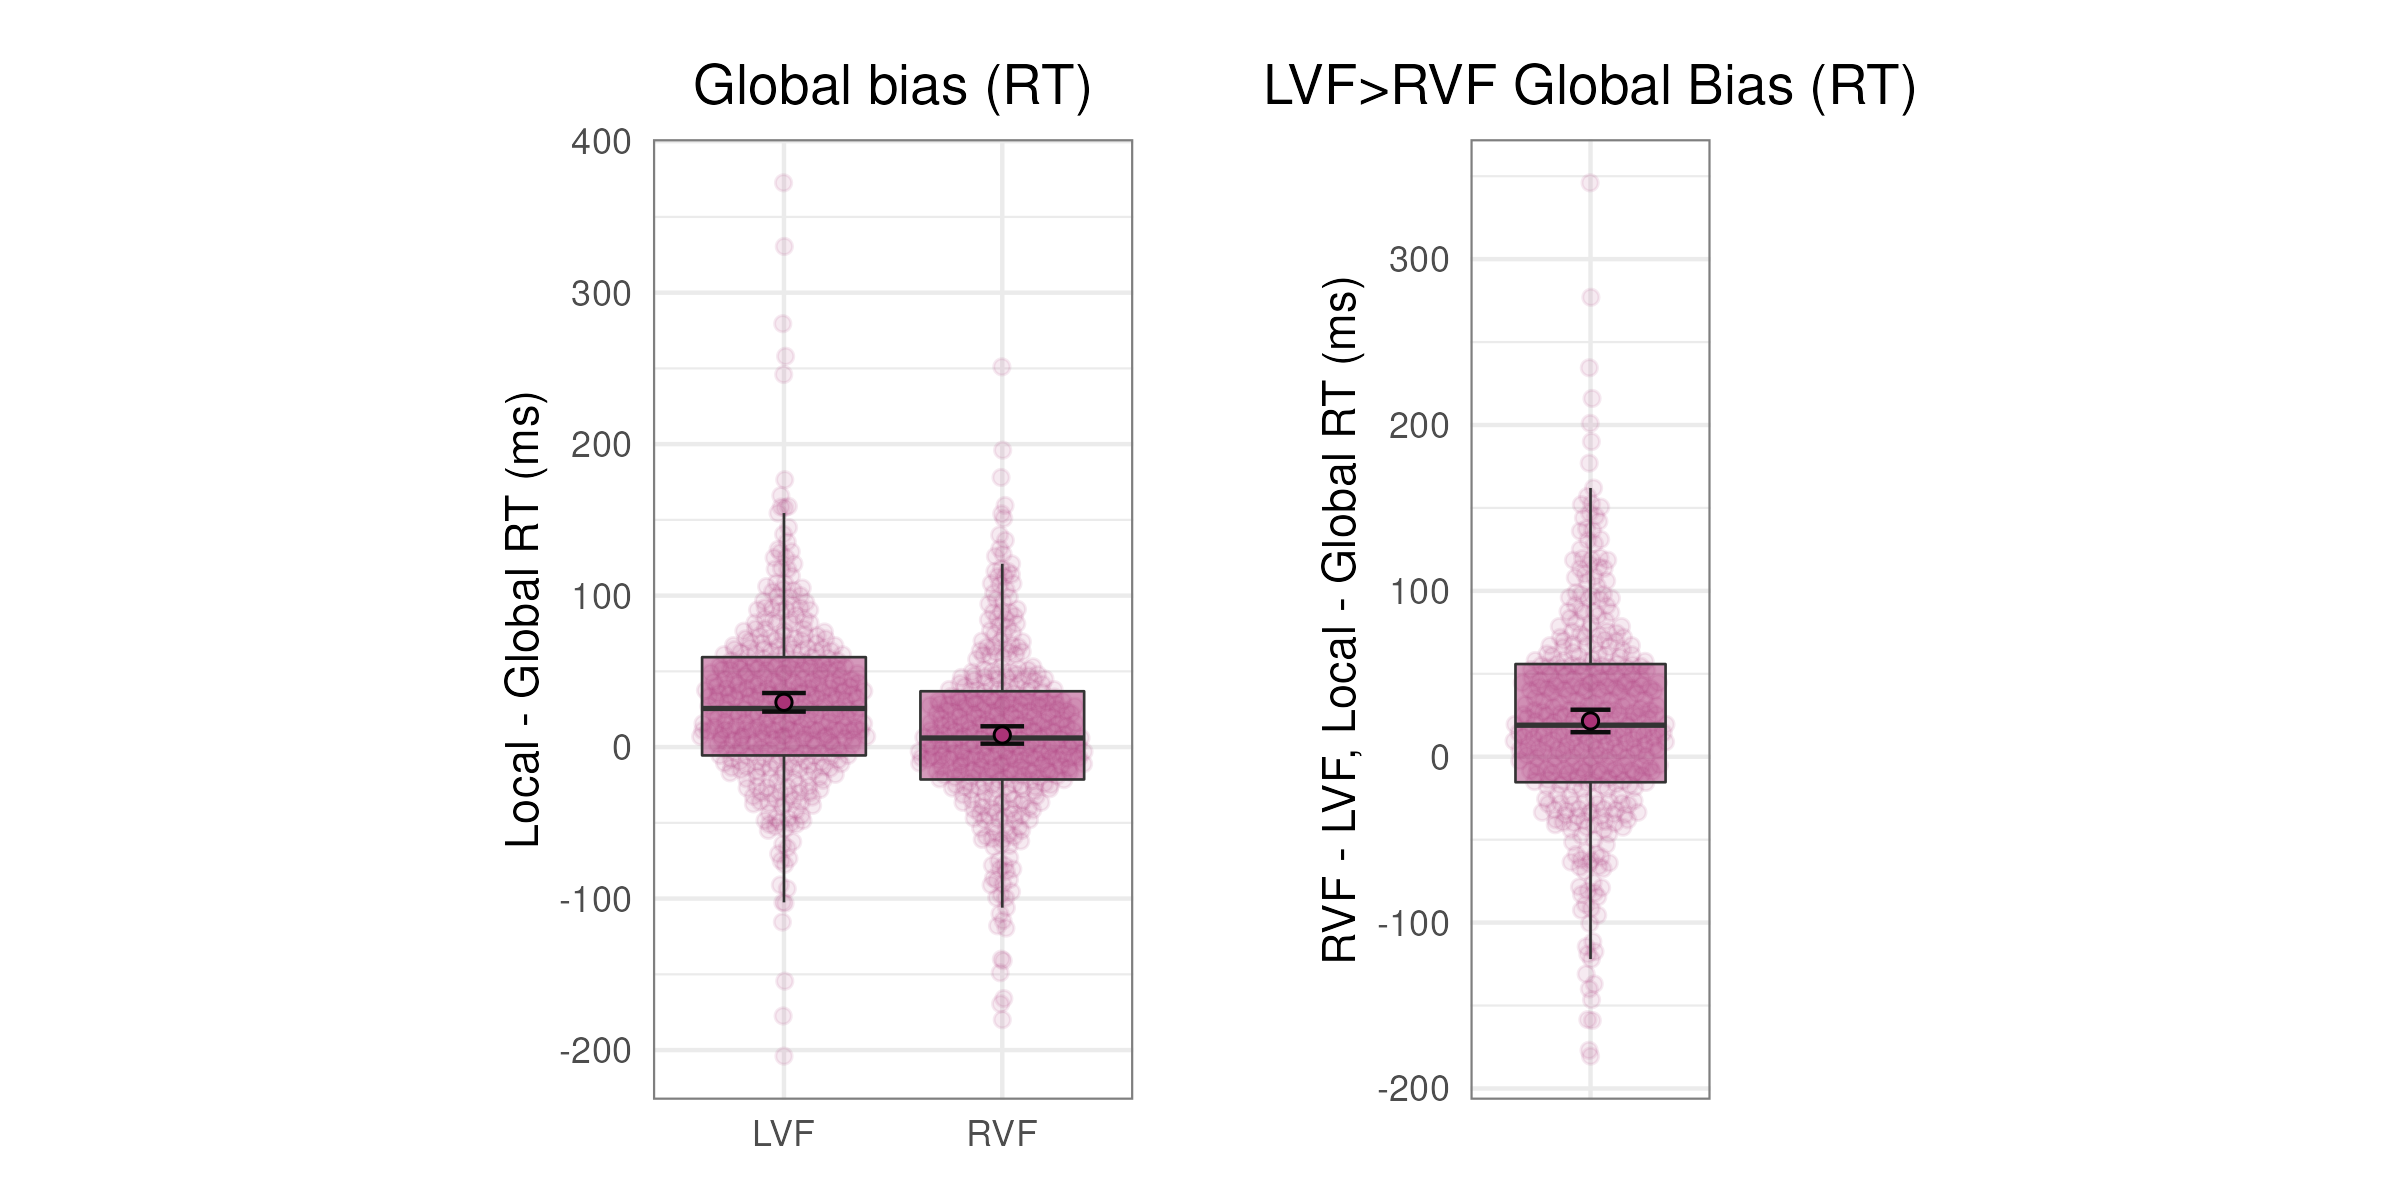 Global bias (RT)
Local - Global RT (ms)
400
300
200
100
0
-100
-200
LVF
RVF
LVF>RVF Global Bias (RT)
RVF - LVF, Local - Global RT (ms)
300
200
100
0
-100
-200